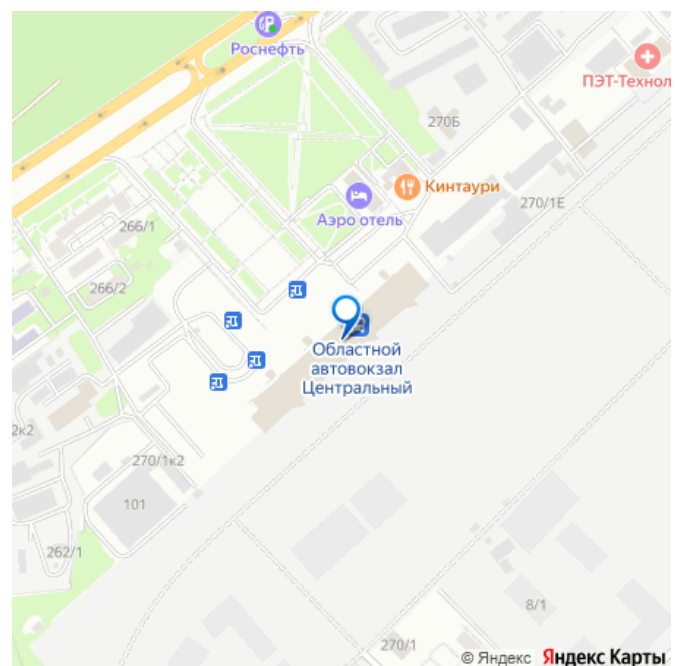 Роснефть
ПЭТ-Технол
270Б
Кинтаури
Аэро отель
270/1Е
266/1
266/2
Областной
автовокзал
Центральный
2к2
270/1к2
101
262/1
8/1
270/1
© Яндекс Яндекс Карты